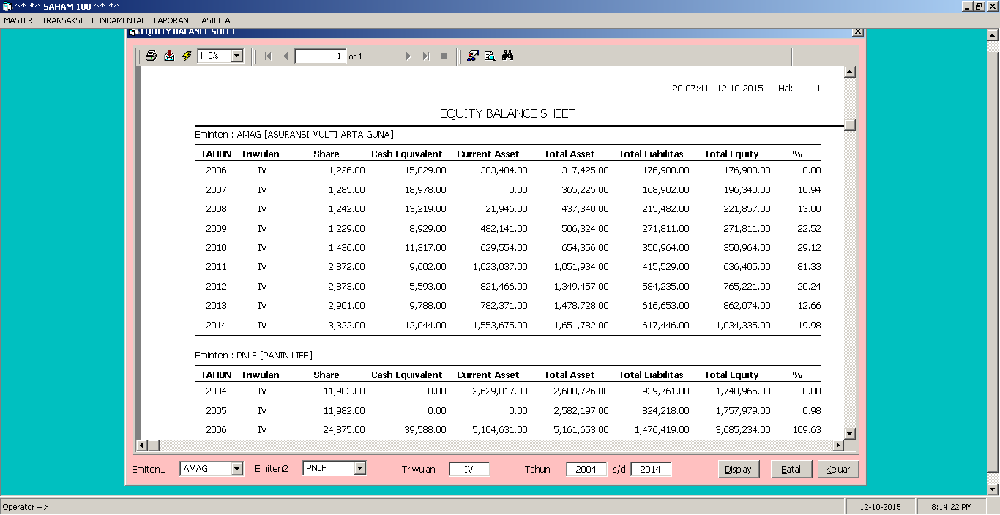 ^*-*^ SAHAM 100 ^*-*^
MASTER TRANSAKSI FUNDAMENTAL LAPORAN FASILITAS
EQUITY BALANCE SHEET
110% 1 of 1
20:07:41 12-10-2015 Hal: 1
EQUITY BALANCE SHEET
Eminten : AMAG [ASURANSI MULTI ARTA GUNA]
TAHUN Triwulan Share Cash Equivalent Current Asset Total Asset Total Liabilitas Total Equity %
2006 IV 1,226.00 15,829.00 303,404.00 317,425.00 176,980.00 176,980.00 0.00
2007 IV 1,285.00 18,978.00 0.00 365,225.00 168,902.00 196,340.00 10.94
2008 IV 1,242.00 13,219.00 21,946.00 437,340.00 215,482.00 221,857.00 13.00
2009 IV 1,229.00 8,929.00 482,141.00 506,324.00 271,811.00 271,811.00 22.52
2010 IV 1,436.00 11,317.00 629,554.00 654,356.00 350,964.00 350,964.00 29.12
2011 IV 2,872.00 9,602.00 1,023,037.00 1,051,934.00 415,529.00 636,405.00 81.33
2012 IV 2,873.00 5,593.00 821,466.00 1,349,457.00 584,235.00 765,221.00 20.24
2013 IV 2,901.00 9,788.00 782,371.00 1,478,728.00 616,653.00 862,074.00 12.66
2014 IV 3,322.00 12,044.00 1,553,675.00 1,651,782.00 617,446.00 1,034,335.00 19.98
Eminten : PNLF [PANIN LIFE]
TAHUN Triwulan Share Cash Equivalent Current Asset Total Asset Total Liabilitas Total Equity %
2004 IV 11,983.00 0.00 2,629,817.00 2,680,726.00 939,761.00 1,740,965.00 0.00
2005 IV 11,982.00 0.00 0.00 2,582,197.00 824,218.00 1,757,979.00 0.98
2006 IV 24,875.00 39,588.00 5,104,631.00 5,161,653.00 1,476,419.00 3,685,234.00 109.63
Emiten1 AMAG Emiten2 PNLF Triwulan IV Tahun 2004 s/d 2014 Display Batal Keluar
Operator --> 12-10-2015 8:14:22 PM